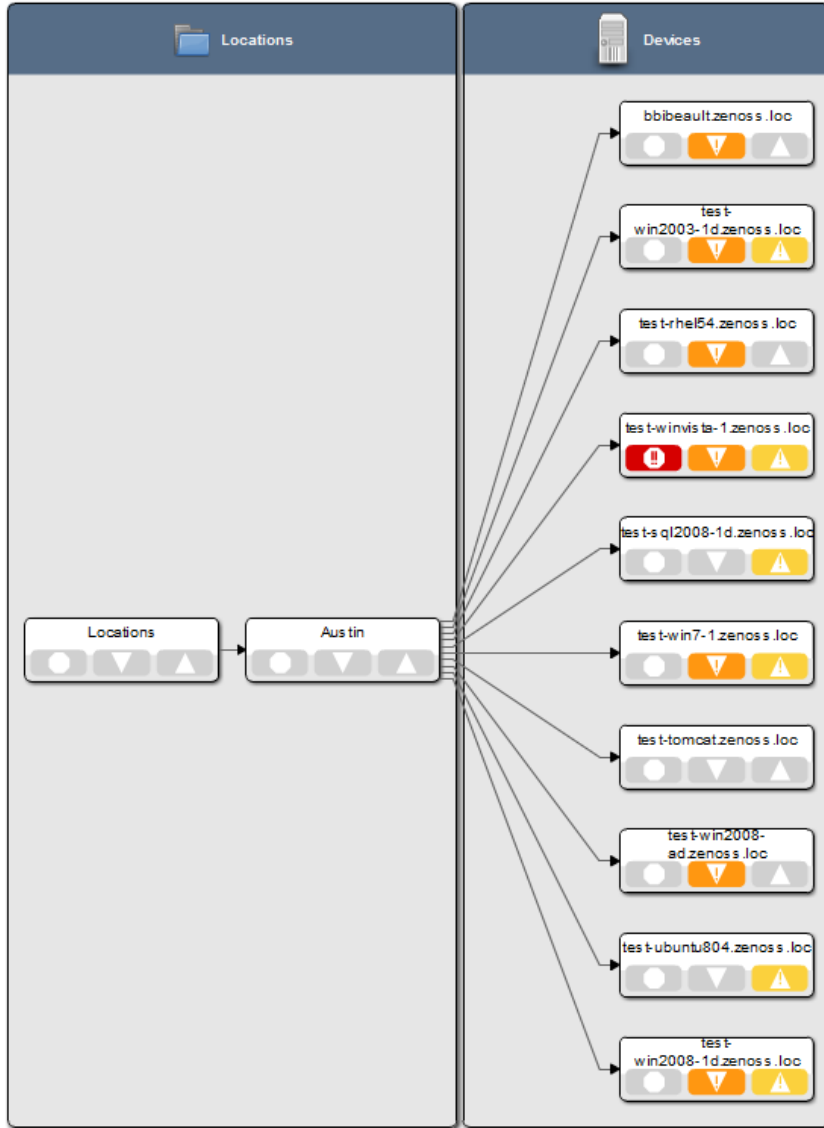 Locations
Devices
bbibeault.zenoss.loc
test-
win2003-1d.zenoss.loc
test-rhel54.zenoss.loc
test-winvista-1.zenoss.loc
test-sql2008-1d.zenoss.loc
Locations
Austin
test-win7-1.zenoss.loc
test-tomcat.zenoss.loc
test-win2008-
ad.zenoss.loc
test-ubuntu804.zenoss.loc
test-
win2008-1d.zenoss.loc